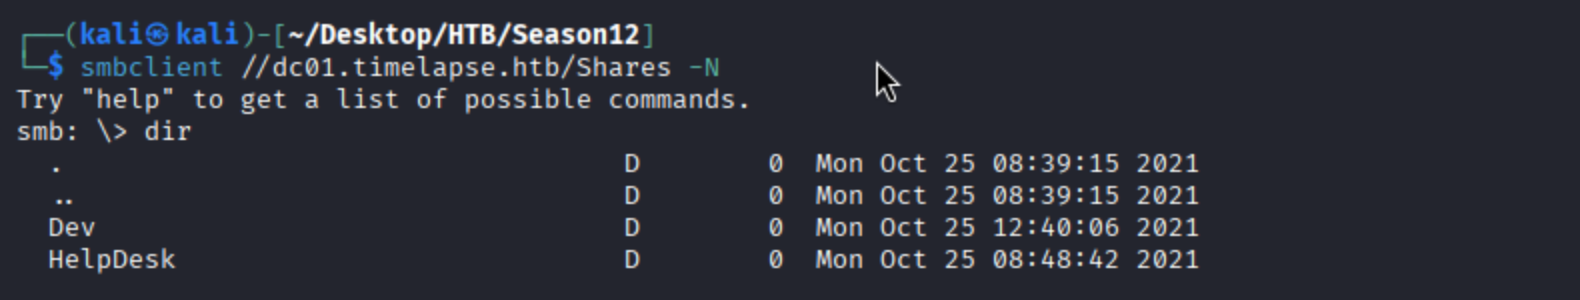 ┌──(kali㉿kali)-[~/Desktop/HTB/Season12]
└─$ smbclient //dc01.timelapse.htb/Shares -N
Try "help" to get a list of possible commands.
smb: \> dir
  .                                   D        0  Mon Oct 25 08:39:15 2021
  ..                                  D        0  Mon Oct 25 08:39:15 2021
  Dev                                 D        0  Mon Oct 25 12:40:06 2021
  HelpDesk                            D        0  Mon Oct 25 08:48:42 2021